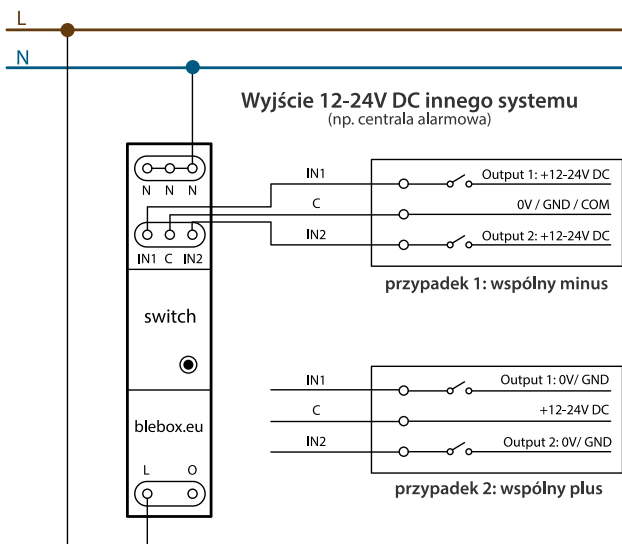 L
N
Wyjście 12-24V DC innego systemu
(np. centrala alarmowa)
N N N
IN1 C IN2
switch
blebox.eu
L O
IN1
C
IN2
Output 1: +12-24V DC
0V / GND / COM
Output 2: +12-24V DC
przypadek 1: wspólny minus
IN1
C
IN2
Output 1: 0V/ GND
+12-24V DC
Output 2: 0V/ GND
przypadek 2: wspólny plus